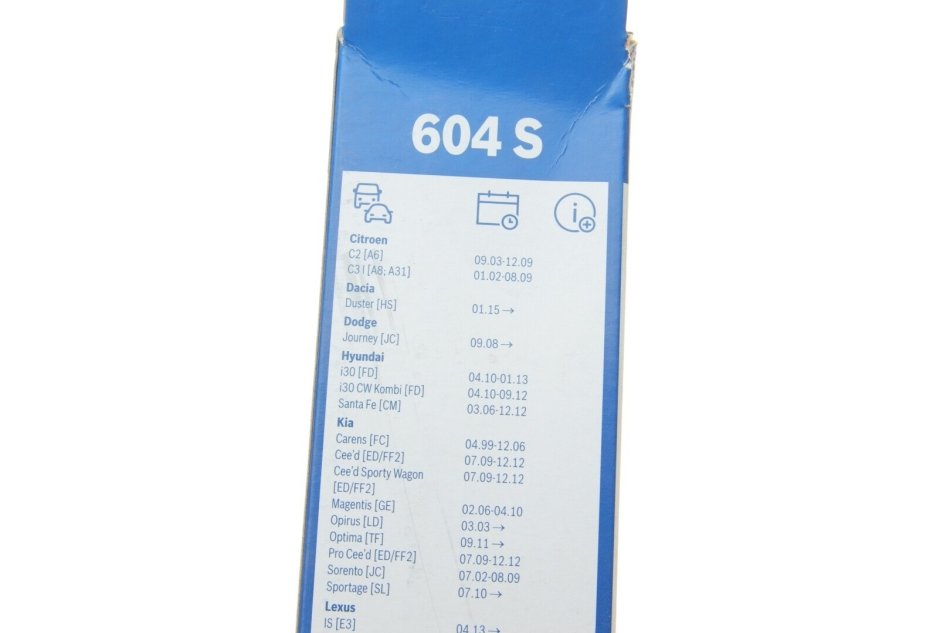 604 S
Citroen
C2 [A6] 09.03-12.09
C3 I [A8; A31] 01.02-08.09
Dacia
Duster [HS] 01.15 →
Dodge
Journey [JC] 09.08 →
Hyundai
i30 [FD] 04.10-01.13
i30 CW Kombi [FD] 04.10-09.12
Santa Fe [CM] 03.06-12.12
Kia
Carens [FC] 04.99-12.06
Cee'd [ED/FF2] 07.09-12.12
Cee'd Sporty Wagon 07.09-12.12
[ED/FF2]
Magentis [GE] 02.06-04.10
Opirus [LD] 03.03 →
Optima [TF] 09.11 →
Pro Cee'd [ED/FF2] 07.09-12.12
Sorento [JC] 07.02-08.09
Sportage [SL] 07.10 →
Lexus
IS [E3] 04.13 →